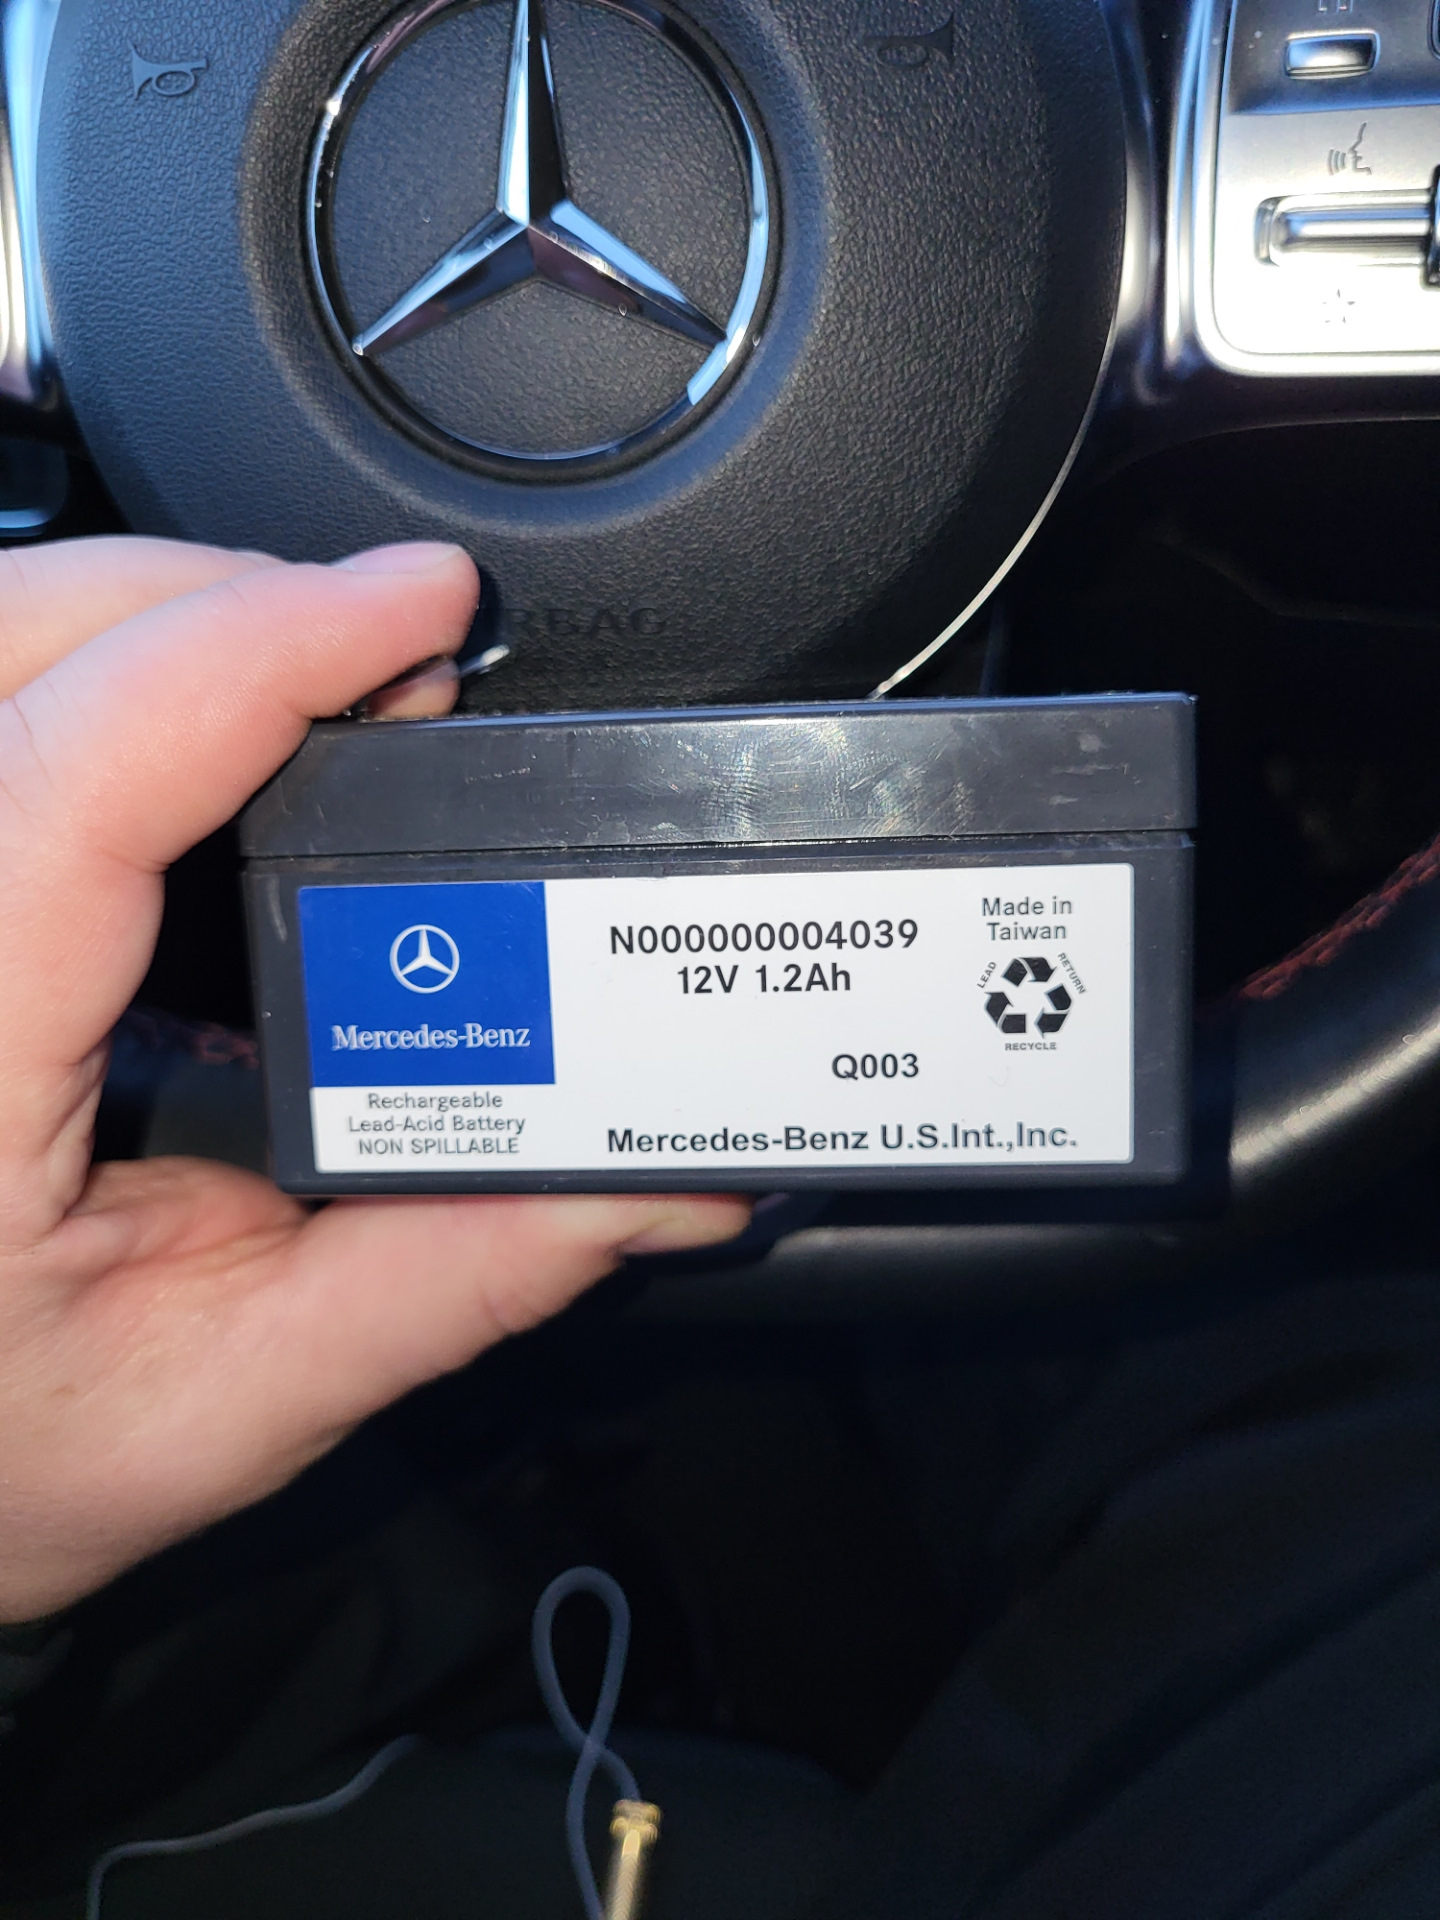 RBAG
Mercedes-Benz
Rechargeable
Lead-Acid Battery
NON SPILLABLE
N000000004039
12V 1.2Ah
Q003
Mercedes-Benz U.S.Int.,Inc.
Made in
Taiwan
LEAD
RETURN
RECYCLE